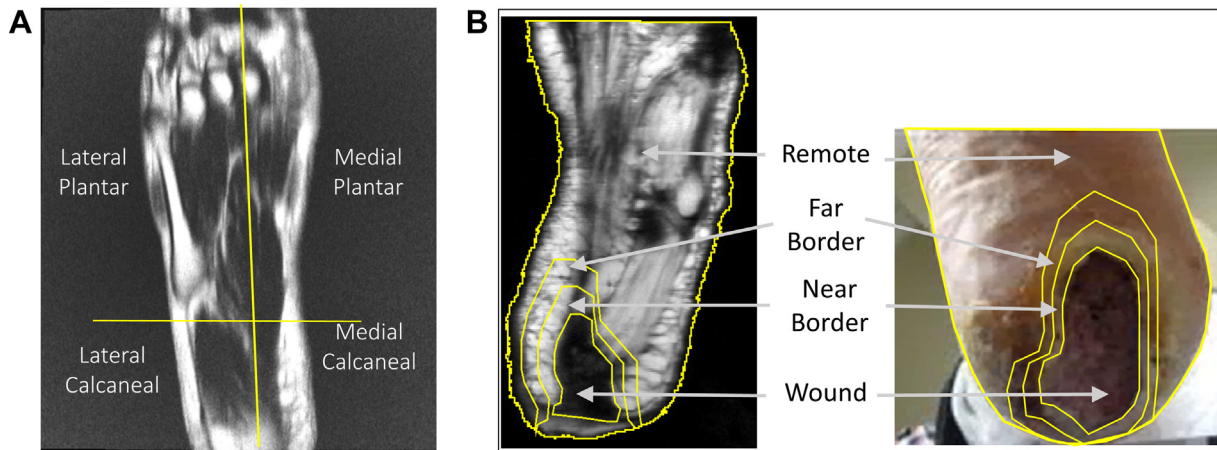 A
B
Lateral
Plantar
Medial
Plantar
Lateral
Calcaneal
Medial
Calcaneal
Remote
Far
Border
Near
Border
Wound